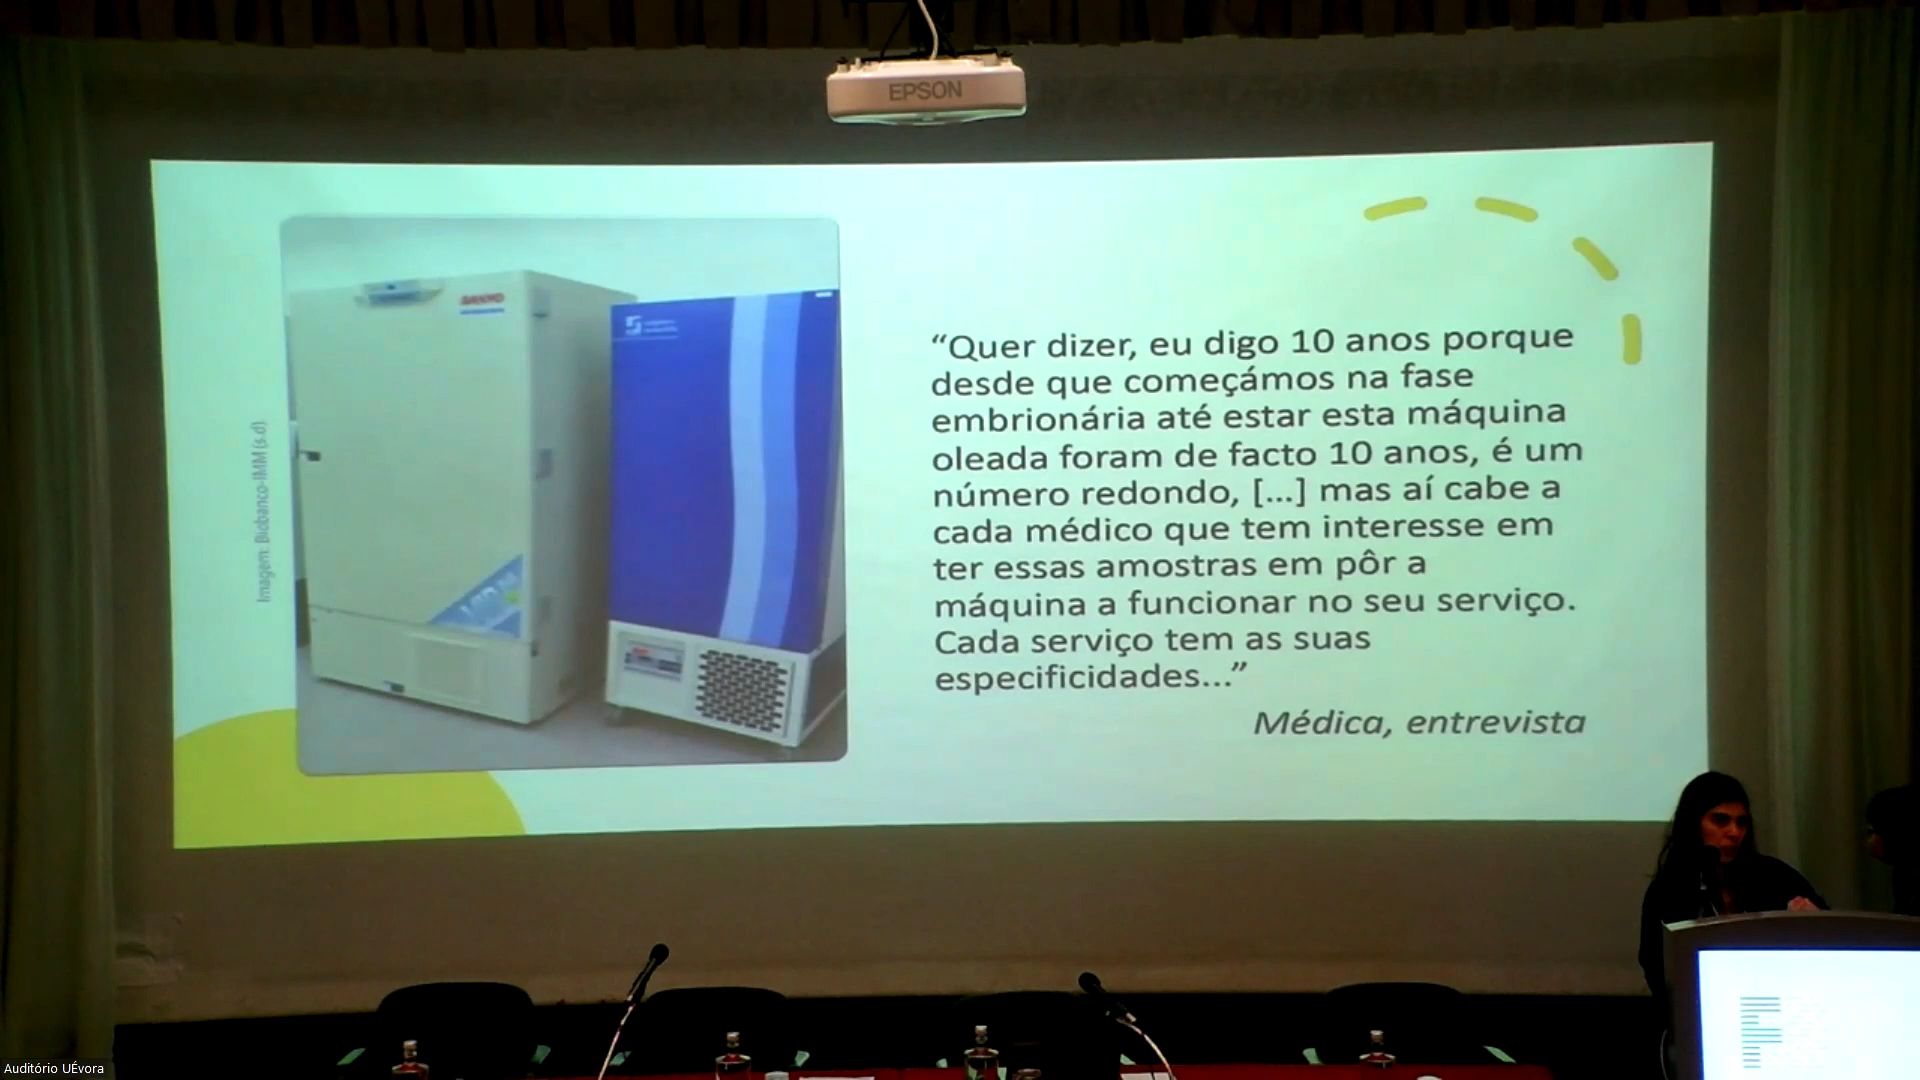 EPSON
SANYO
Imagem: Biobanco-IMM (s.d)
“Quer dizer, eu digo 10 anos porque
desde que começámos na fase
embrionária até estar esta máquina
oleada foram de facto 10 anos, é um
número redondo, [...] mas aí cabe a
cada médico que tem interesse em
ter essas amostras em pôr a
máquina a funcionar no seu serviço.
Cada serviço tem as suas
especificidades...”
Médica, entrevista
Auditório UÉvora